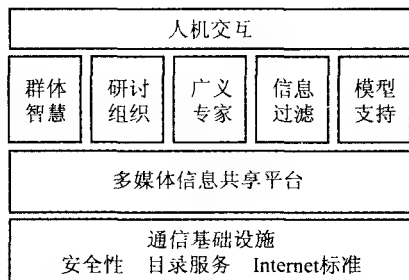 人机交互
群体 研讨 广义 信息 模型
智慧 组织 专家 过滤 支持
多媒体信息共享平台
通信基础设施
安全性 目录服务 Internet标准